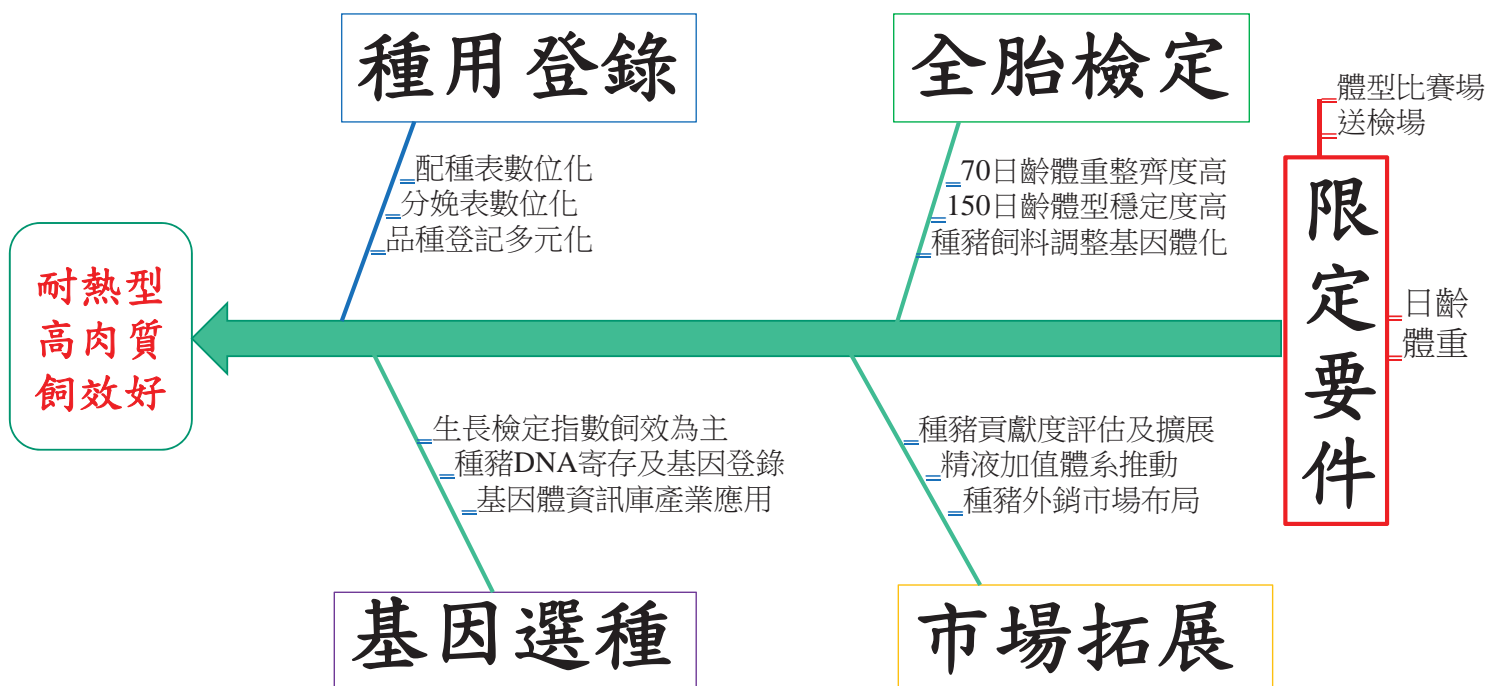 種用登錄
配種表數位化
分娩表數位化
品種登記多元化
全胎檢定
70日齡體重整齊度高
150日齡體型穩定度高
種豬飼料調整基因體化
體型比賽場
送檢場
限定要件
日齡
體重
耐熱型
高肉質
飼效好
生長檢定指數飼效為主
種豬DNA寄存及基因登錄
基因體資訊庫產業應用
基因選種
種豬貢獻度評估及擴展
精液加值體系推動
種豬外銷市場布局
市場拓展